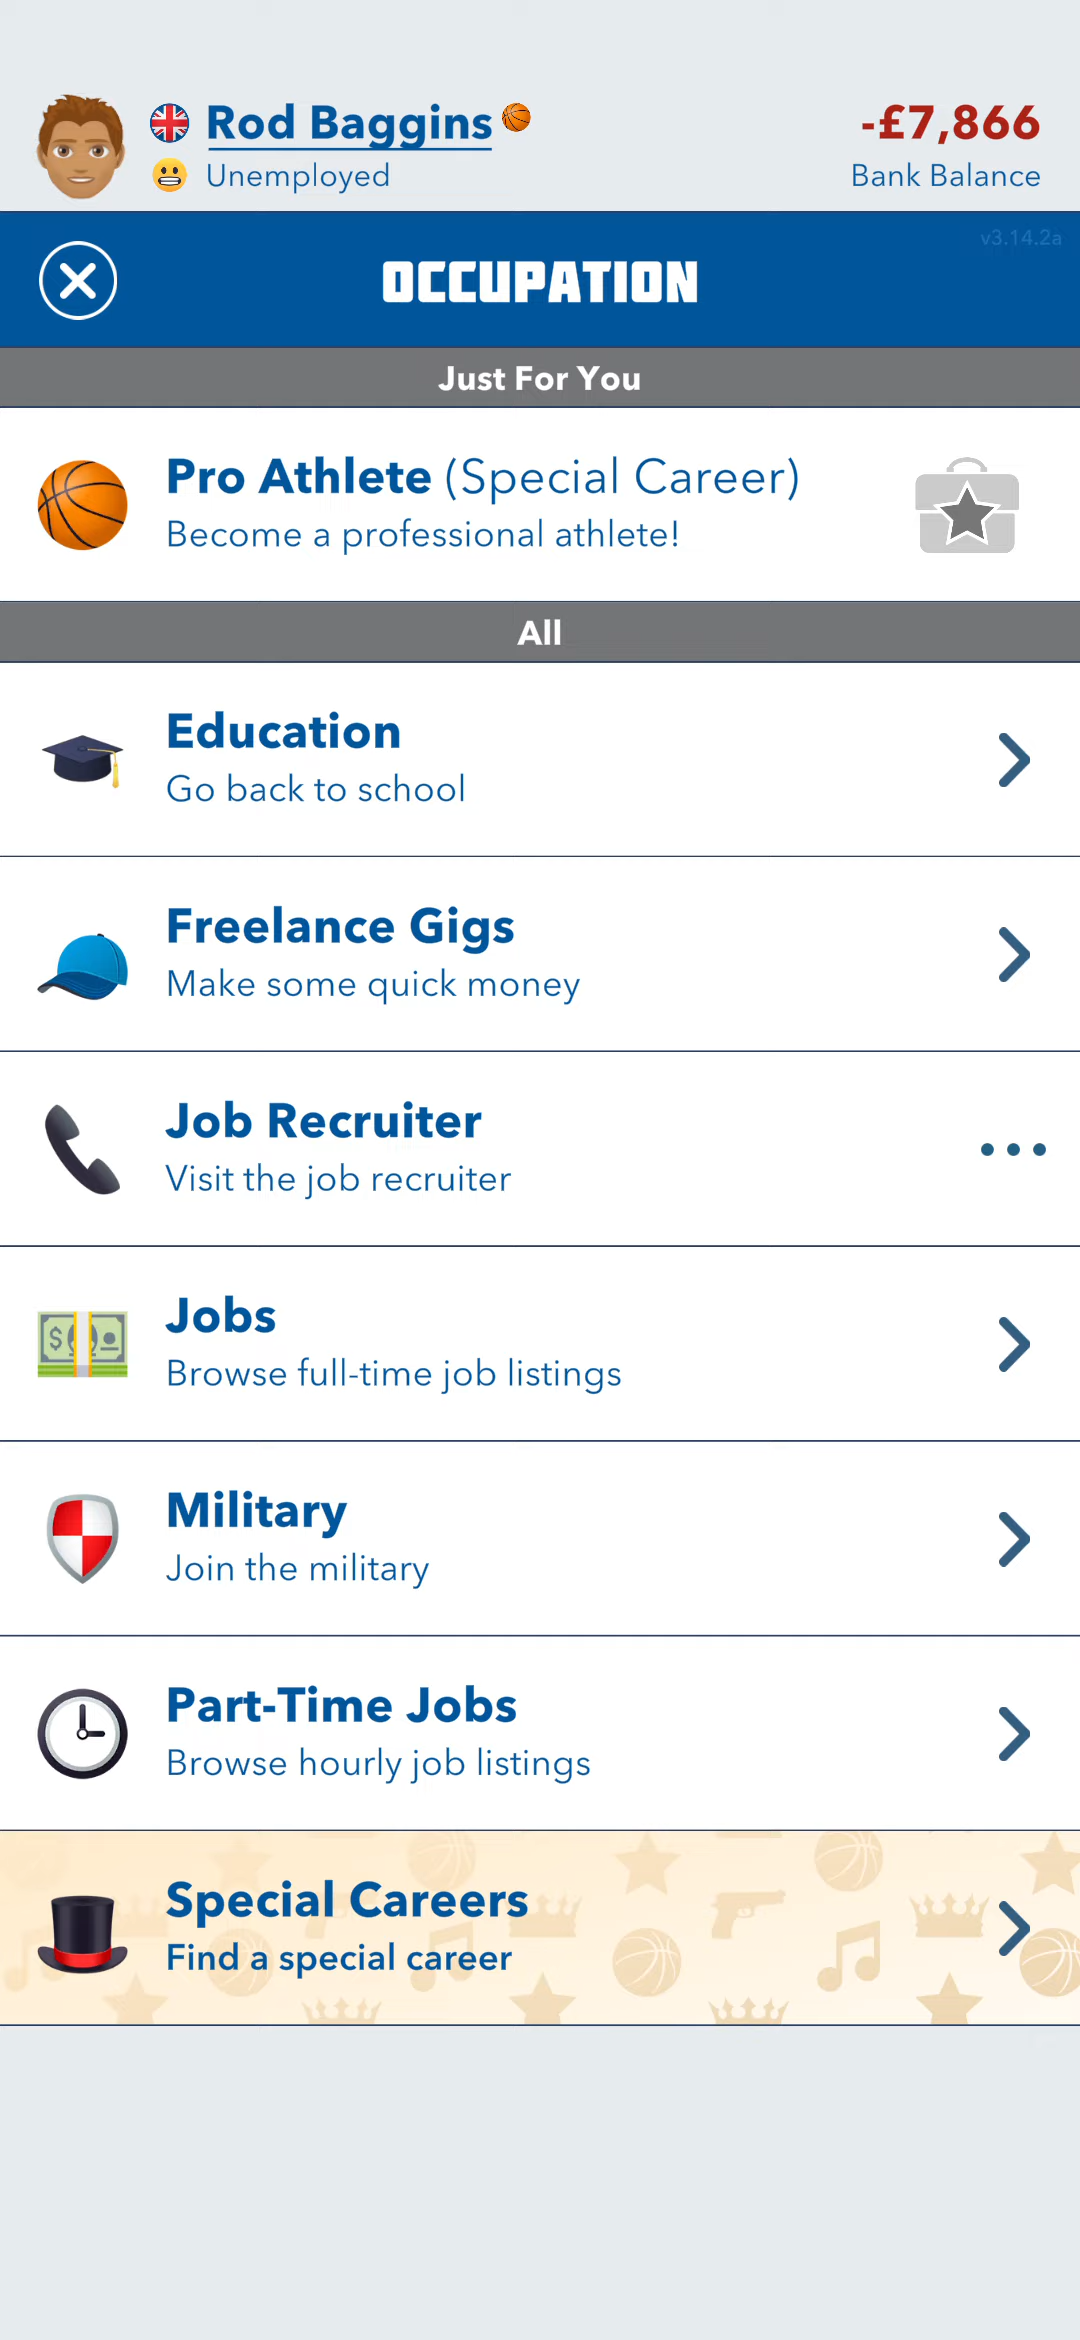 Rod Baggins
-£7,866
Unemployed
Bank Balance
v3.14.2a
OCCUPATION
Just For You
Pro Athlete (Special Career)
Become a professional athlete!
All
Education
Go back to school
Freelance Gigs
Make some quick money
Job Recruiter
Visit the job recruiter
Jobs
Browse full-time job listings
Military
Join the military
Part-Time Jobs
Browse hourly job listings
Special Careers
Find a special career